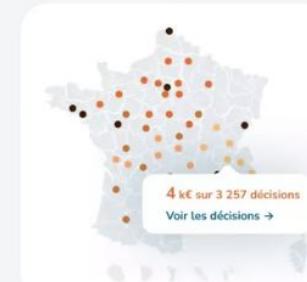 4 k€ sur 3 257 décisions
Voir les décisions →